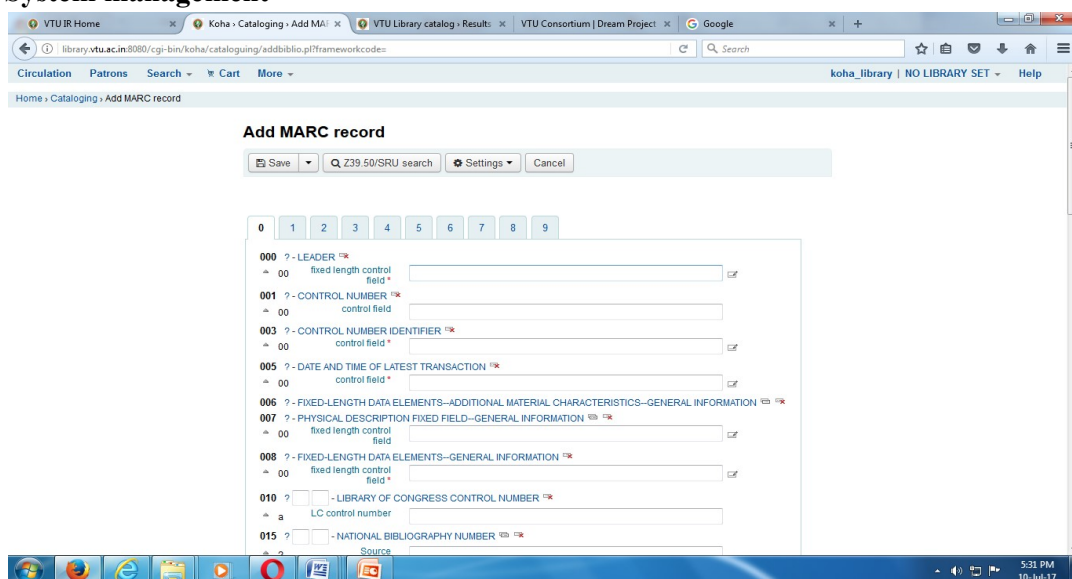 System management
VTU IR Home × Koha › Cataloging › Add MAR × VTU Library catalog › Results × VTU Consortium | Dream Project × Google × +
library.vtu.ac.in:8080/cgi-bin/koha/cataloguing/addbiblio.pl?frameworkcode= Search
Circulation Patrons Search Cart More koha_library | NO LIBRARY SET Help
Home › Cataloging › Add MARC record
Add MARC record
Save Z39.50/SRU search Settings Cancel
0 1 2 3 4 5 6 7 8 9
000 ? - LEADER
00 fixed length control
field *
001 ? - CONTROL NUMBER
00 control field
003 ? - CONTROL NUMBER IDENTIFIER
00 control field *
005 ? - DATE AND TIME OF LATEST TRANSACTION
00 control field *
006 ? - FIXED-LENGTH DATA ELEMENTS--ADDITIONAL MATERIAL CHARACTERISTICS--GENERAL INFORMATION
007 ? - PHYSICAL DESCRIPTION FIXED FIELD--GENERAL INFORMATION
00 fixed length control
field
008 ? - FIXED-LENGTH DATA ELEMENTS--GENERAL INFORMATION
00 fixed length control
field *
010 ? - LIBRARY OF CONGRESS CONTROL NUMBER
a LC control number
015 ? - NATIONAL BIBLIOGRAPHY NUMBER
2 Source
5:31 PM
10-Jul-17